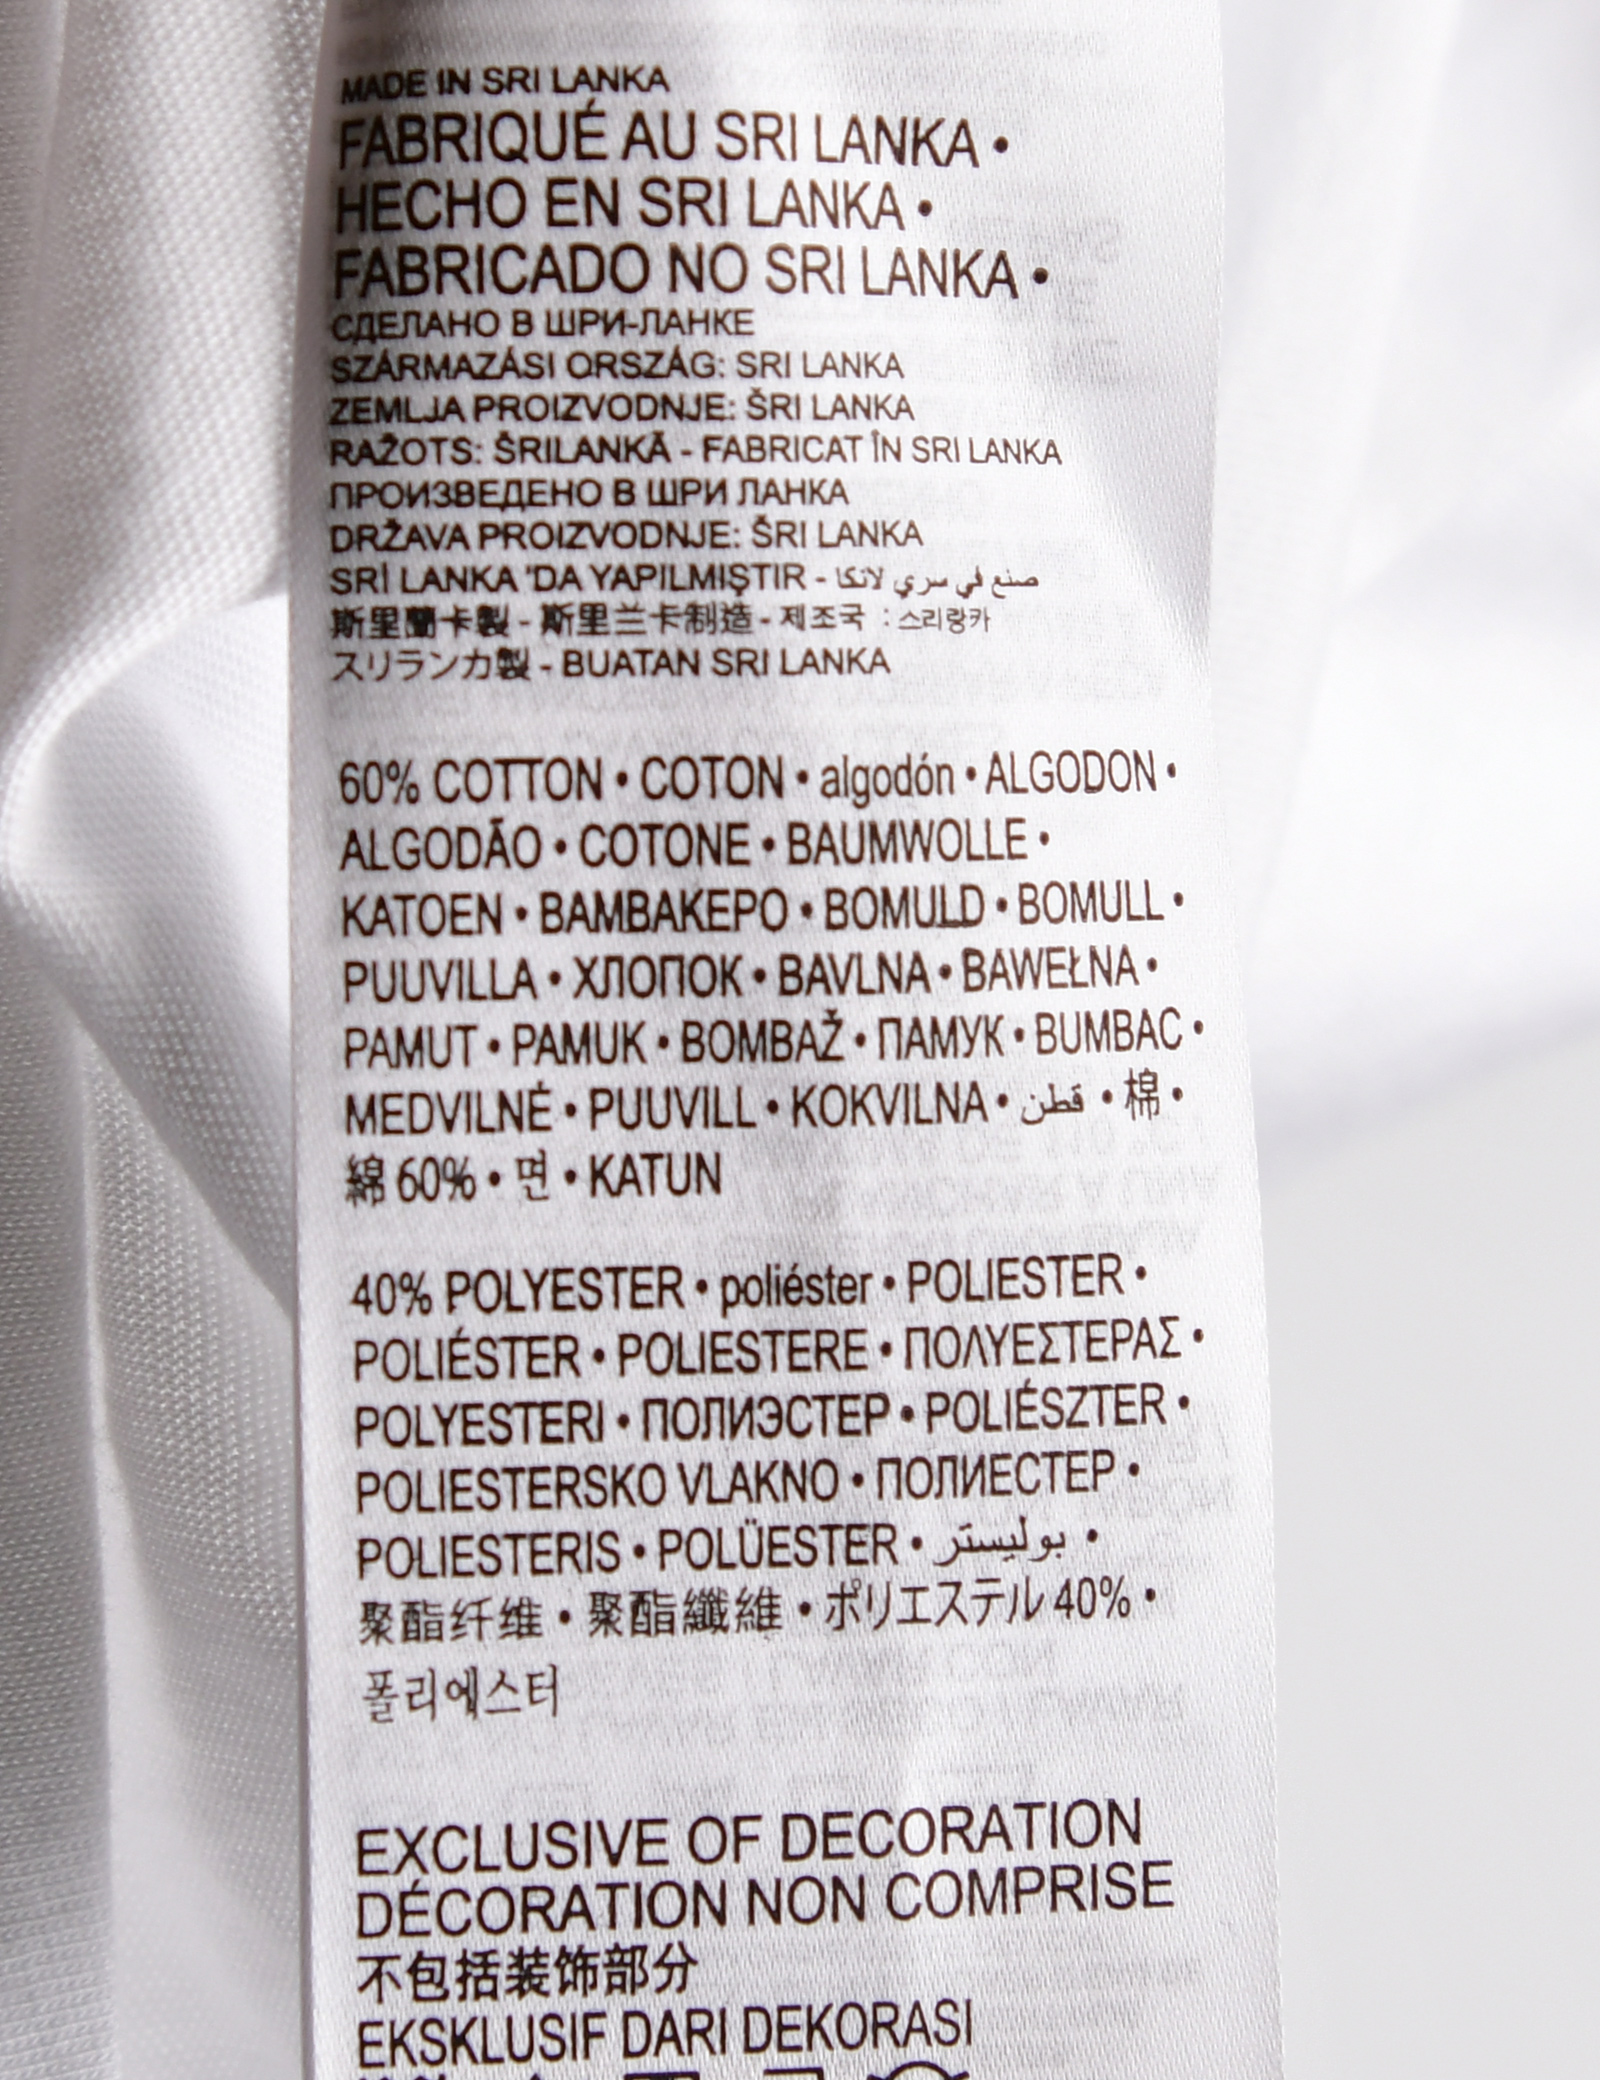 MADE IN SRI LANKA
FABRIQUÉ AU SRI LANKA •
HECHO EN SRI LANKA •
FABRICADO NO SRI LANKA •
СДЕЛАНО В ШРИ-ЛАНКЕ
SZÁRMAZÁSI ORSZÁG: SRI LANKA
ZEMLJA PROIZVODNJE: ŠRI LANKA
RAŽOTS: ŠRILANKĀ - FABRICAT ÎN SRI LANKA
ПРОИЗВЕДЕНО В ШРИ ЛАНКА
DRŽAVA PROIZVODNJE: ŠRI LANKA
SRİ LANKA 'DA YAPILMIŞTIR - صنع في سري لانكا
斯里蘭卡製 - 斯里兰卡制造 - 제조국 : 스리랑카
スリランカ製 - BUATAN SRI LANKA
60% COTTON • COTON • algodón • ALGODON •
ALGODÃO • COTONE • BAUMWOLLE •
KATOEN • BAMBAKEPO • BOMULD • BOMULL •
PUUVILLA • ХЛОПОК • BAVLNA • BAWEŁNA •
PAMUT • PAMUK • BOMBAŽ • ПАМУК • BUMBAC •
MEDVILNÉ • PUUVILL • KOKVILNA • قطن • 棉 •
綿 60% • 면 • KATUN
40% POLYESTER • poliéster • POLIESTER •
POLIÉSTER • POLIESTERE • ΠΟΛΥΕΣΤΕΡΑΣ •
POLYESTERI • ПОЛИЭСТЕР • POLIÉSZTER •
POLIESTERSKO VLAKNO • ПОЛИЕСТЕР •
POLIESTERIS • POLÜESTER • بوليستر •
聚酯纤维 • 聚酯纖維 • ポリエステル 40% •
폴리에스터
EXCLUSIVE OF DECORATION
DÉCORATION NON COMPRISE
不包括装饰部分
EKSKLUSIF DARI DEKORASI